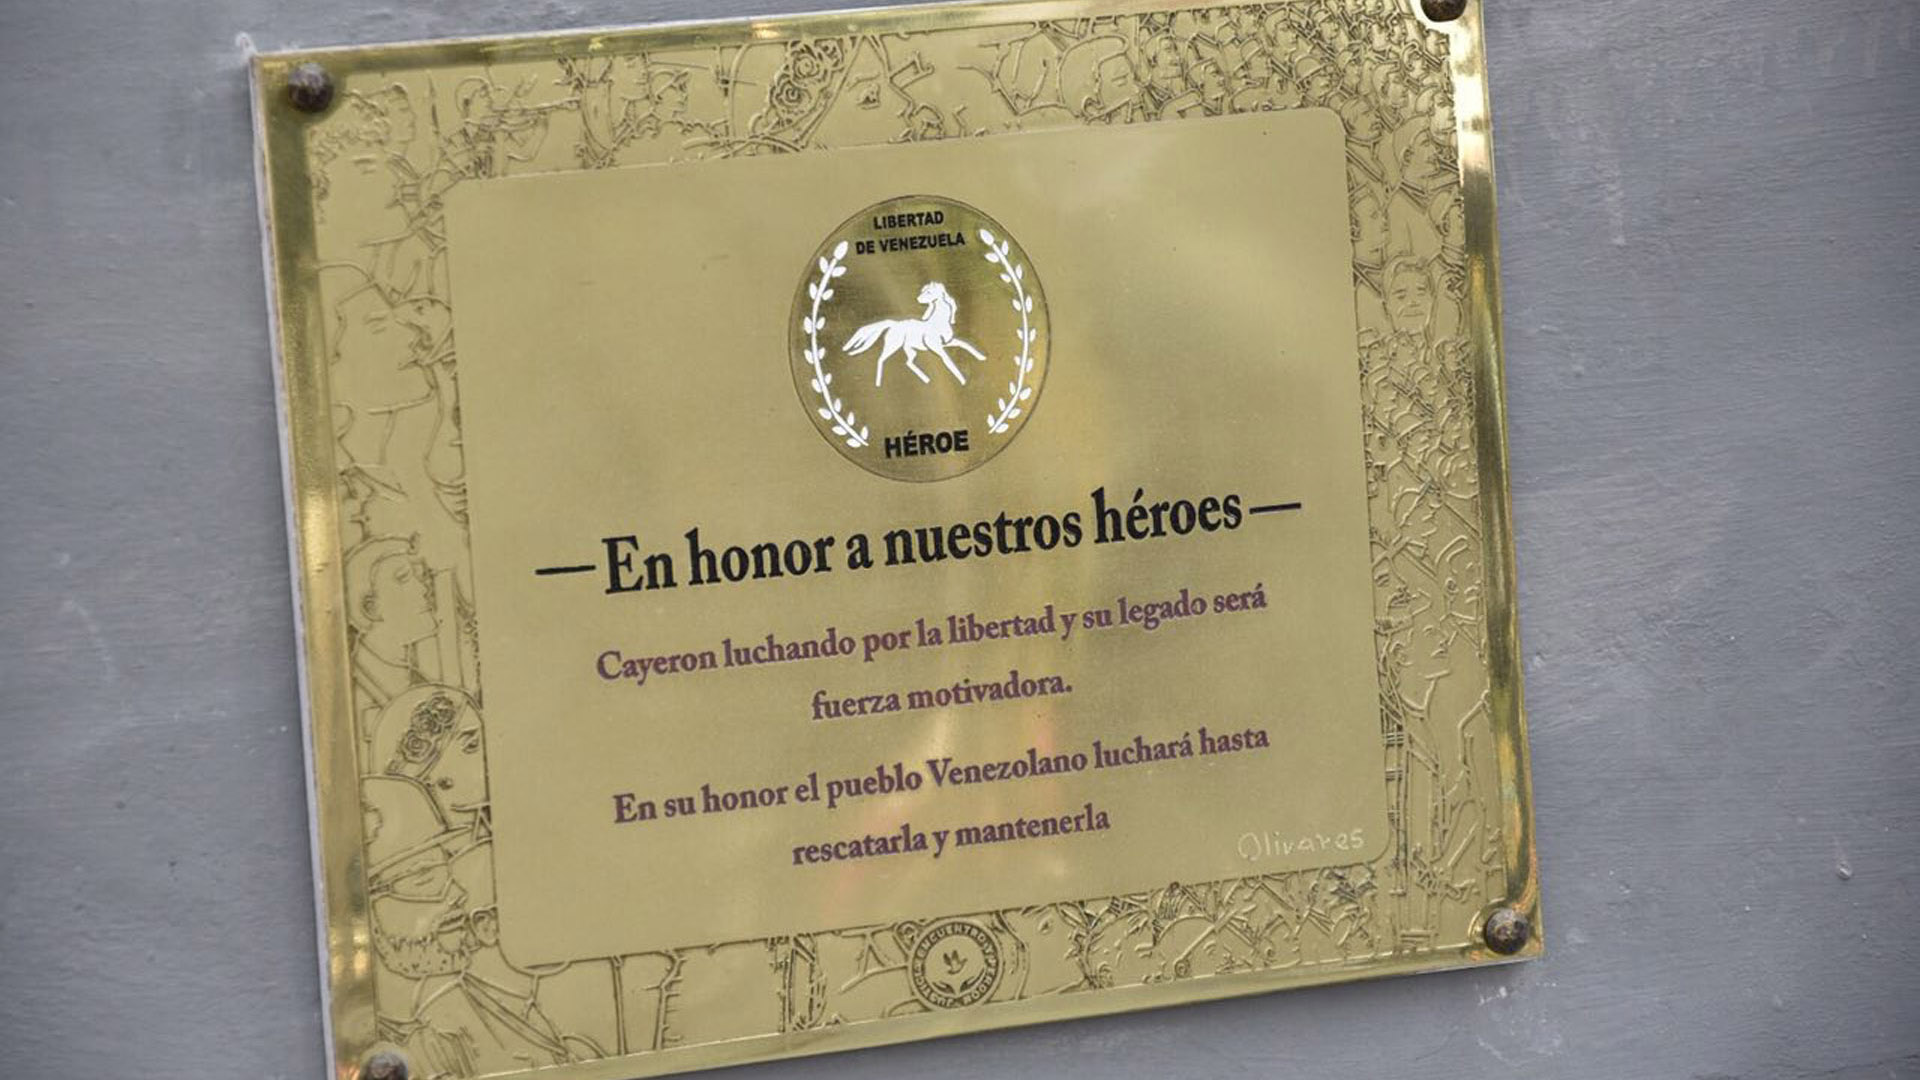 LIBERTAD
DE VENEZUELA
HÉROE
—En honor a nuestros héroes—
Cayeron luchando por la libertad y su legado será
fuerza motivadora.
En su honor el pueblo Venezolano luchará hasta
rescatarla y mantenerla
Olivares
ENCUENTRO